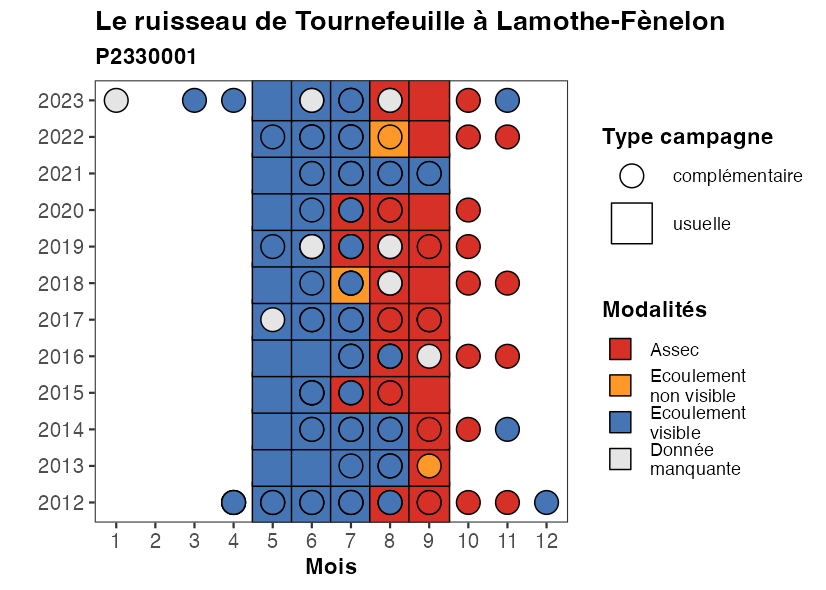 Le ruisseau de Tournefeuille à Lamothe-Fènelon
P2330001
2023
2022
2021
2020
2019
2018
2017
2016
2015
2014
2013
2012
1 2 3 4 5 6 7 8 9 10 11 12
Mois
Type campagne
complémentaire
usuelle
Modalités
Assec
Ecoulement
non visible
Ecoulement
visible
Donnée
manquante